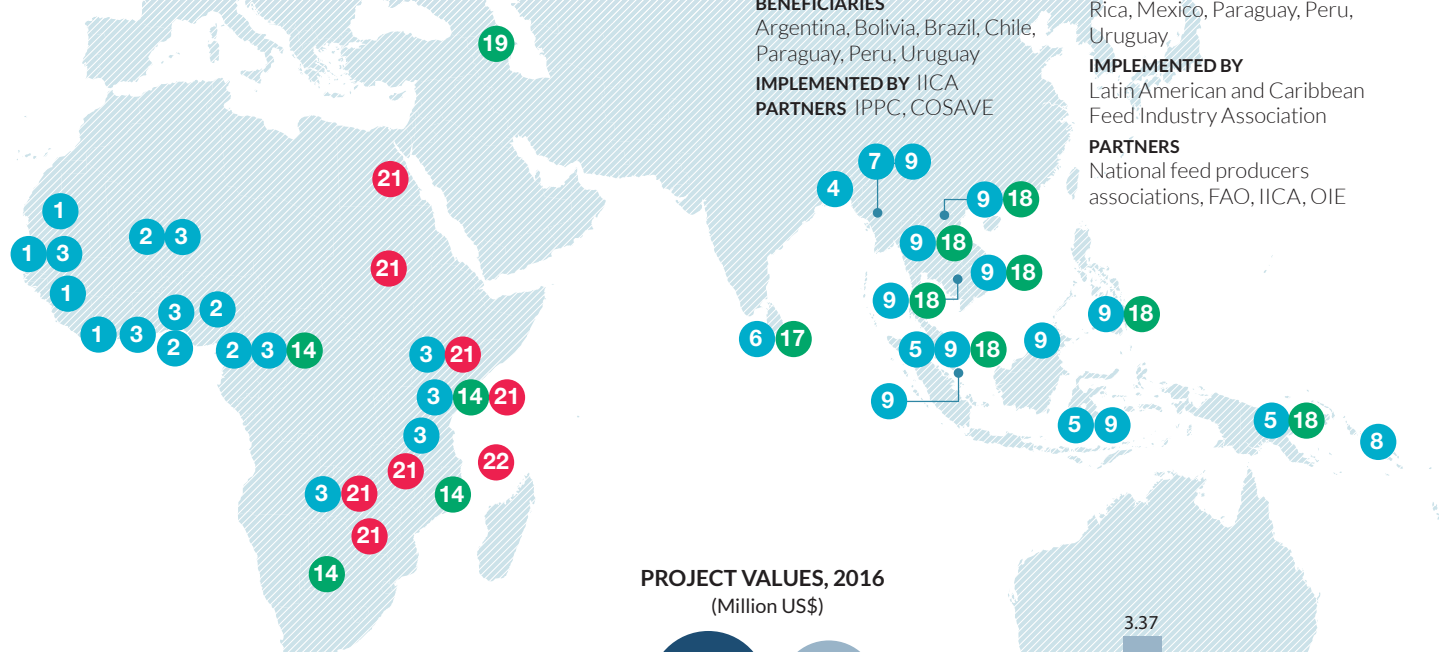 BENEFICIARIES
Argentina, Bolivia, Brazil, Chile,
Paraguay, Peru, Uruguay
IMPLEMENTED BY IICA
PARTNERS IPPC, COSAVE
Rica, Mexico, Paraguay, Peru,
Uruguay
IMPLEMENTED BY
Latin American and Caribbean
Feed Industry Association
PARTNERS
National feed producers
associations, FAO, IICA, OIE
19
21
1
2 3
1 3
21
1
3 2
1 3
2
2 3 14
3 21
3 14 21
3
21
22
3 21
14
21
14
7 9
4
9 18
9 18
9 18
9 18
9 18
6 17
5 9 18
9
9
5 9
5 18
8
PROJECT VALUES, 2016
(Million US$)
3.37